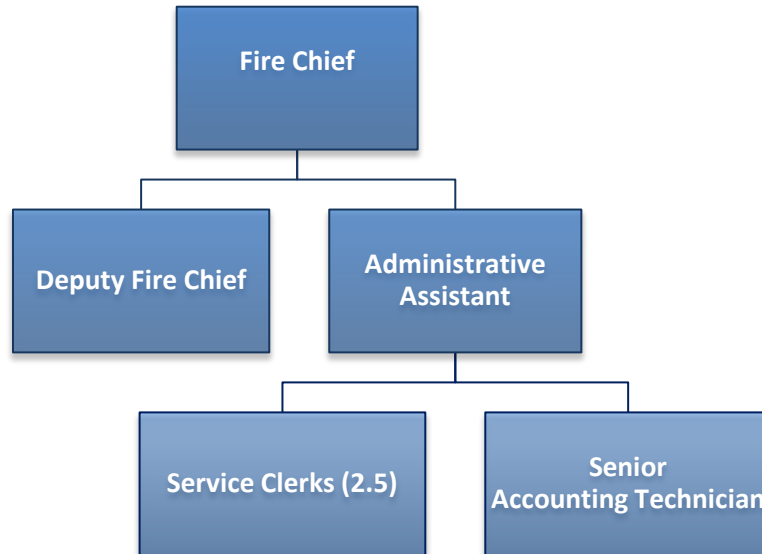 Fire Chief
Deputy Fire Chief
Administrative
Assistant
Service Clerks (2.5)
Senior
Accounting Technician